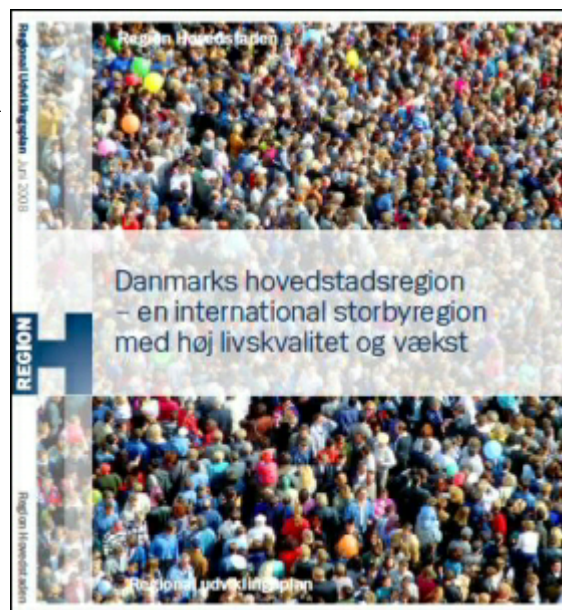 Region Hovedstaden
Regional Udviklingsplan Juni 2008
Danmarks hovedstadsregion
– en international storbyregion
med høj livskvalitet og vækst
REGION
Region Hovedstaden
Regional udviklingsplan